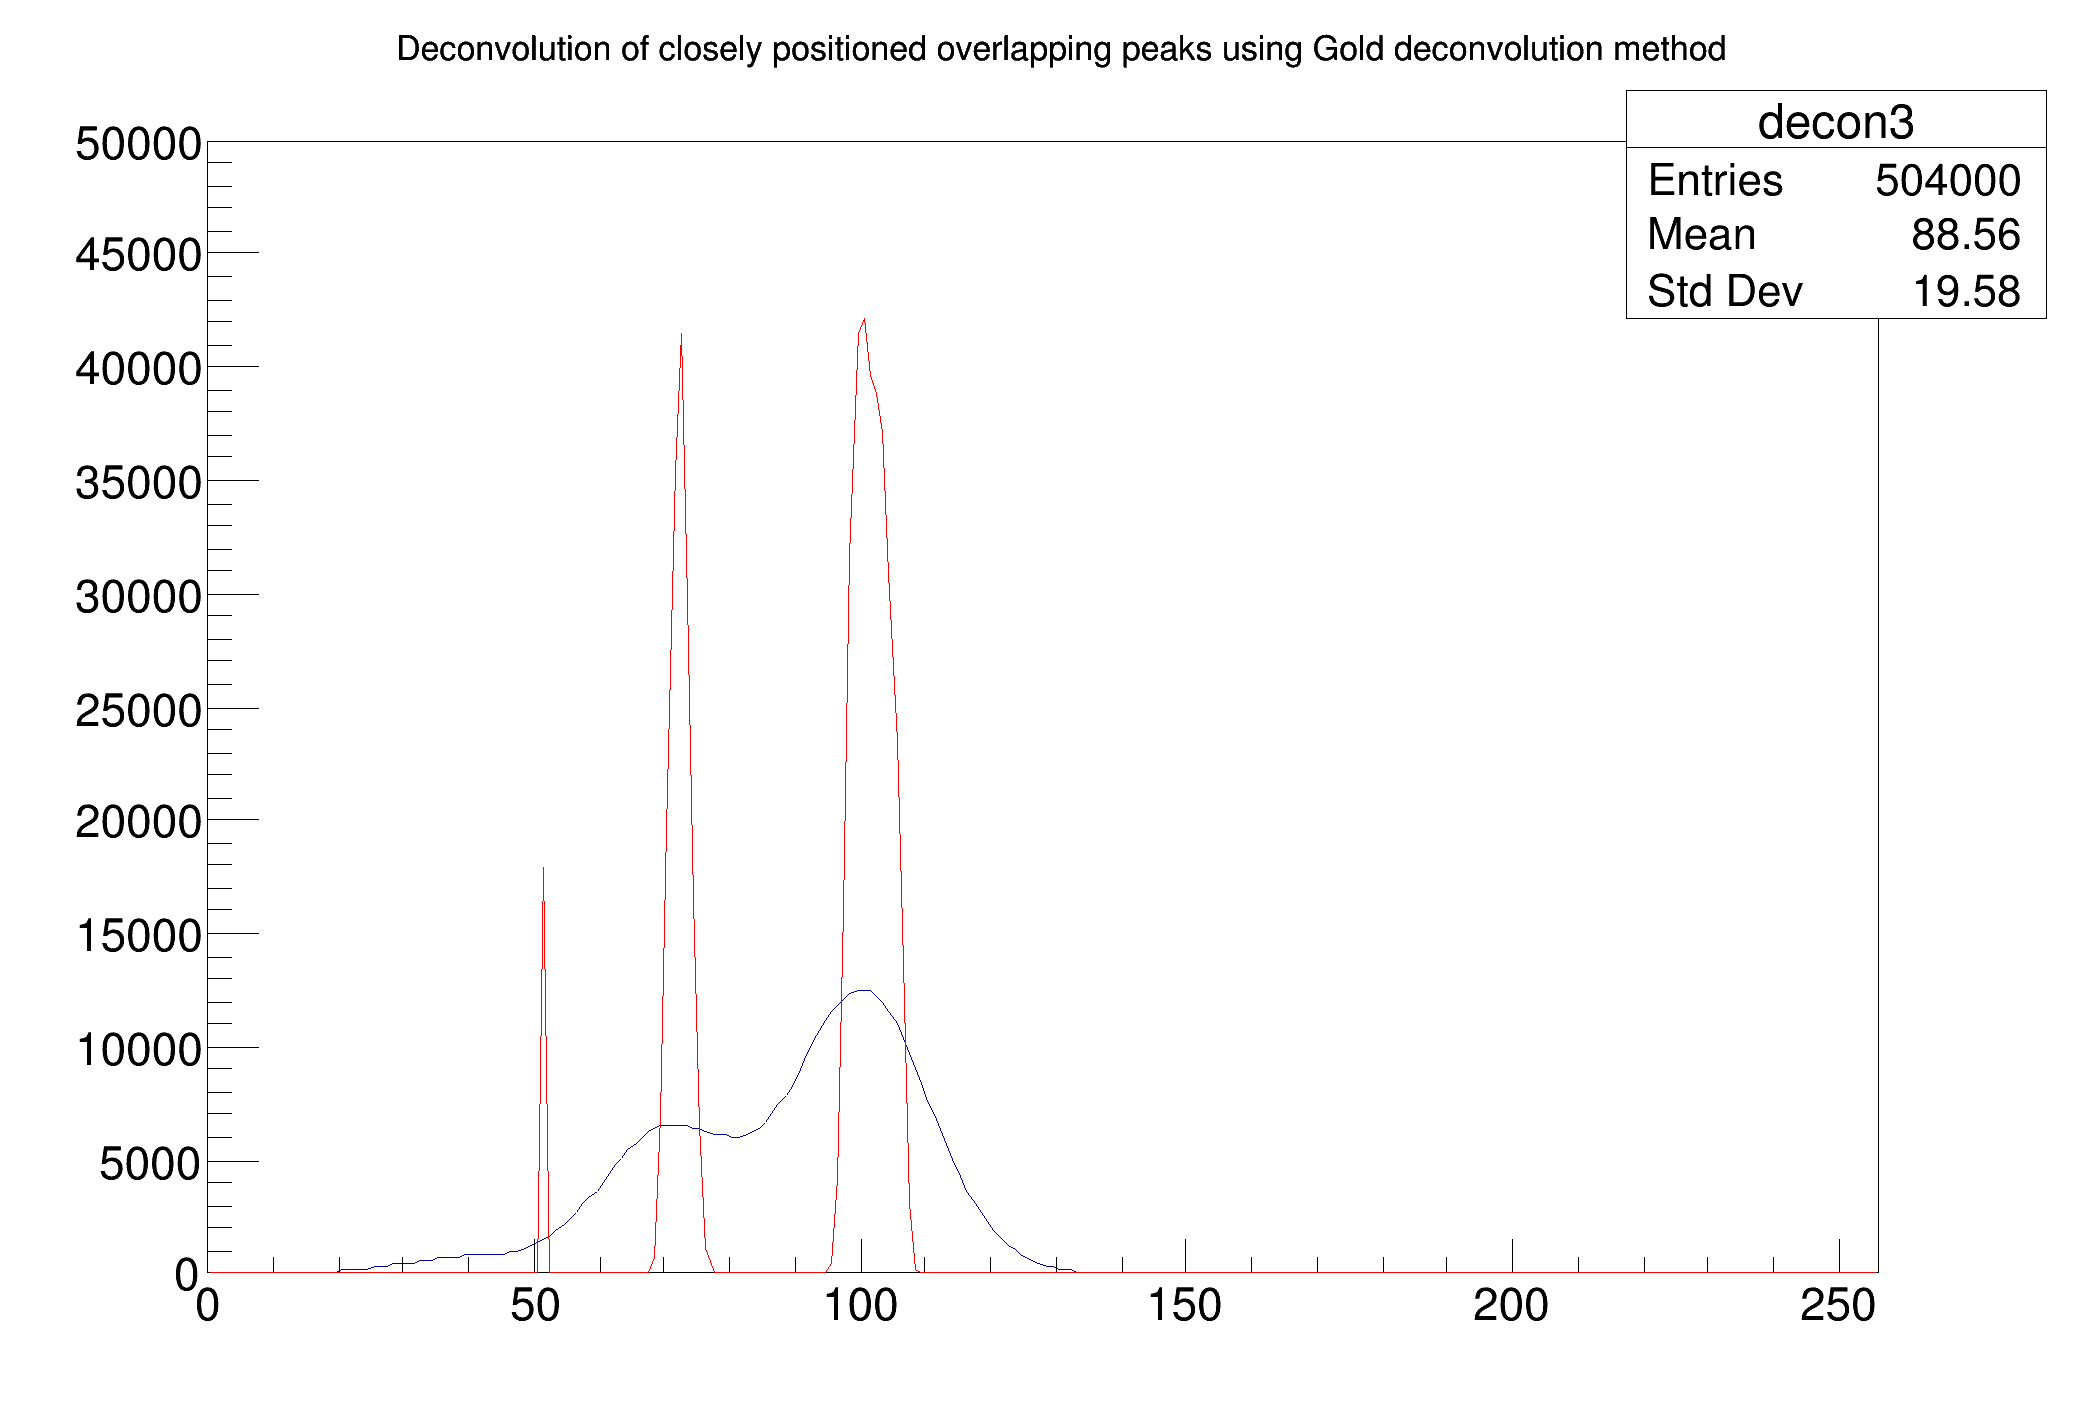 Deconvolution of closely positioned overlapping peaks using Gold deconvolution method
decon3
Entries 504000
Mean 88.56
Std Dev 19.58
50000
45000
40000
35000
30000
25000
20000
15000
10000
5000
0
0 50 100 150 200 250